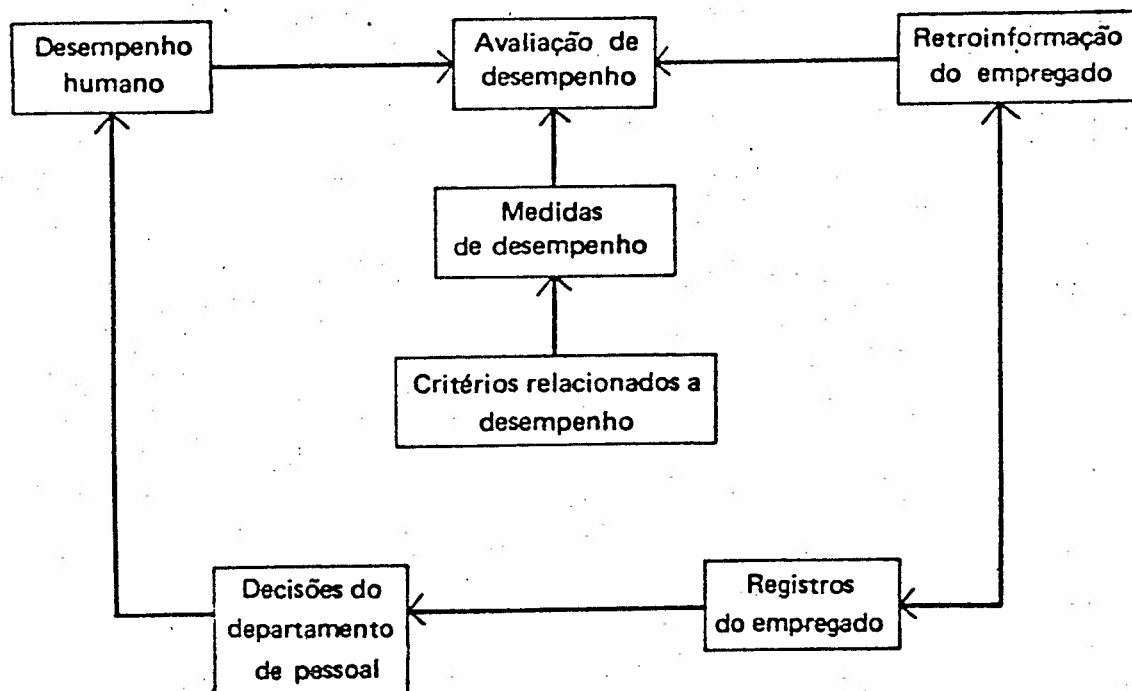 Desempenho
humano
Avaliação de
desempenho
Retroinformação
do empregado
Medidas
de desempenho
Critérios relacionados a
desempenho
Decisões do
departamento
de pessoal
Registros
do empregado